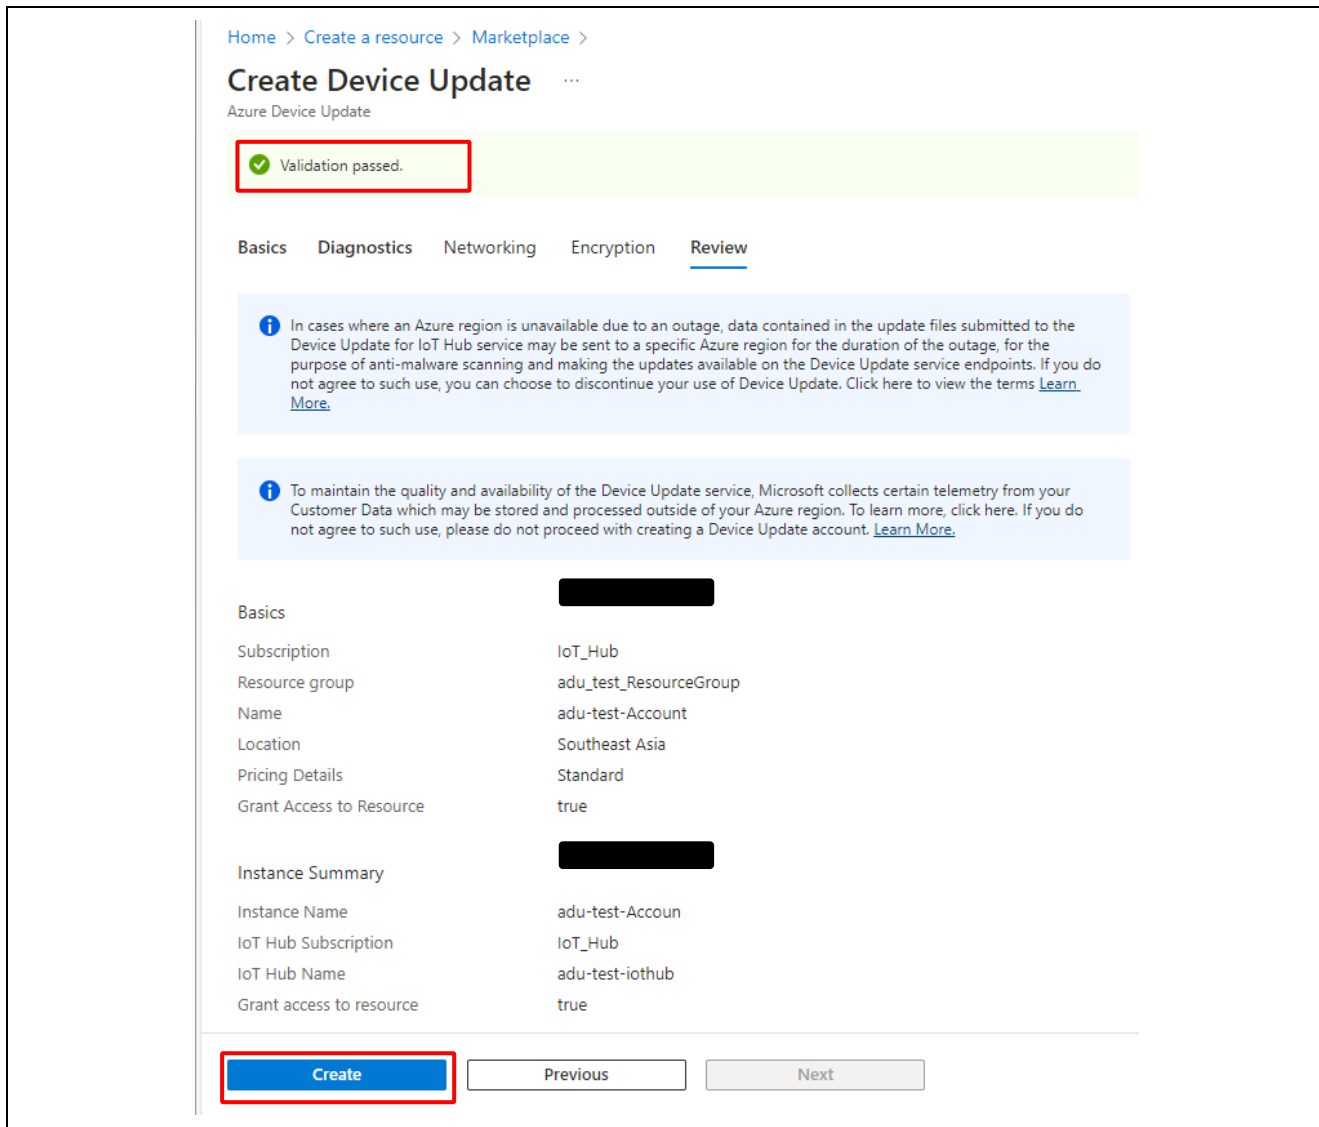 Home > Create a resource > Marketplace >
Create Device Update ...
Azure Device Update
Validation passed.
Basics Diagnostics Networking Encryption Review
In cases where an Azure region is unavailable due to an outage, data contained in the update files submitted to the
Device Update for IoT Hub service may be sent to a specific Azure region for the duration of the outage, for the
purpose of anti-malware scanning and making the updates available on the Device Update service endpoints. If you do
not agree to such use, you can choose to discontinue your use of Device Update. Click here to view the terms Learn
More.
To maintain the quality and availability of the Device Update service, Microsoft collects certain telemetry from your
Customer Data which may be stored and processed outside of your Azure region. To learn more, click here. If you do
not agree to such use, please do not proceed with creating a Device Update account. Learn More.
Basics
Subscription IoT_Hub
Resource group adu_test_ResourceGroup
Name adu-test-Account
Location Southeast Asia
Pricing Details Standard
Grant Access to Resource true
Instance Summary
Instance Name adu-test-Accoun
IoT Hub Subscription IoT_Hub
IoT Hub Name adu-test-iothub
Grant access to resource true
Create Previous Next